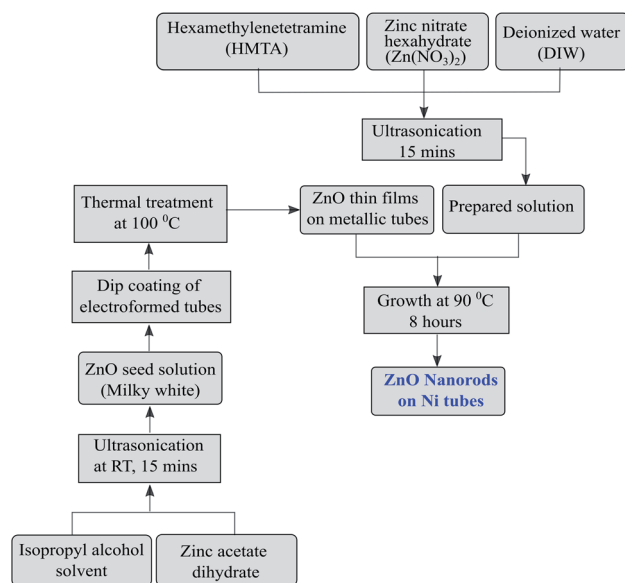 Hexamethylenetetramine
(HMTA)
Zinc nitrate
hexahydrate
(Zn(NO3)2)
Deionized water
(DIW)
Ultrasonication
15 mins
Thermal treatment
at 100 ⁰C
ZnO thin films
on metallic tubes
Prepared solution
Dip coating of
electroformed tubes
Growth at 90 ⁰C
8 hours
ZnO seed solution
(Milky white)
ZnO Nanorods
on Ni tubes
Ultrasonication
at RT, 15 mins
Isopropyl alcohol
solvent
Zinc acetate
dihydrate